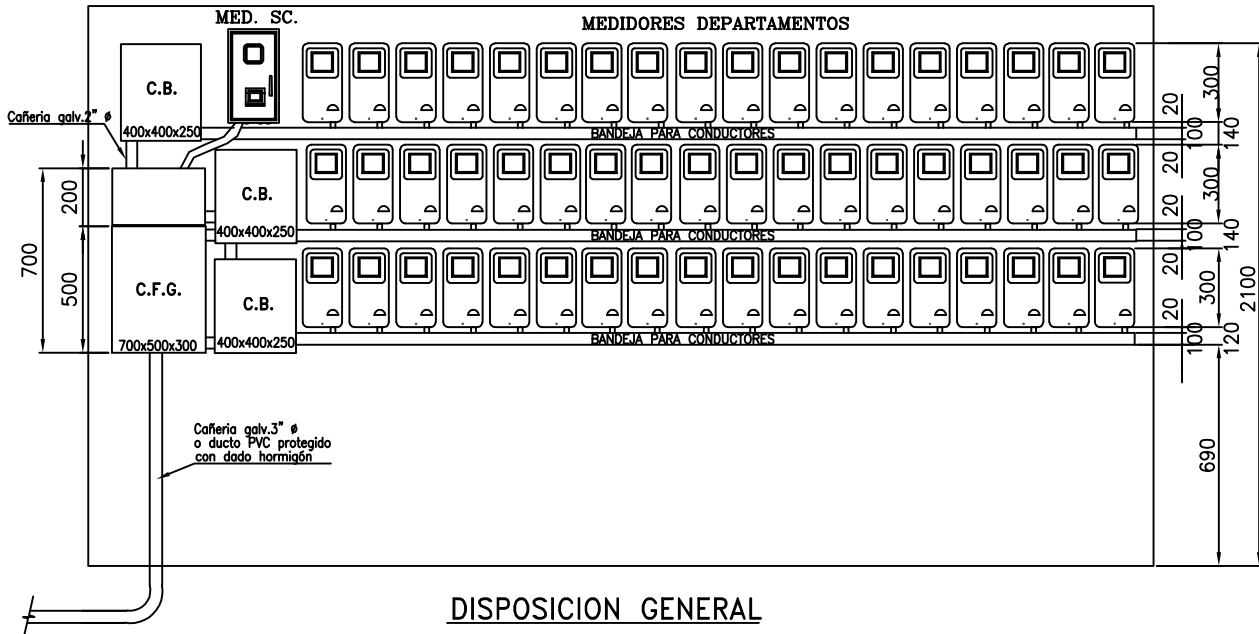 MED. SC.
MEDIDORES DEPARTAMENTOS
C.B.
400x400x250
Cañeria galv.2" ø
BANDEJA PARA CONDUCTORES
20
300
100
140
C.B.
400x400x250
BANDEJA PARA CONDUCTORES
20
300
20
100
140
200
700
500
C.F.G.
700x500x300
C.B.
400x400x250
BANDEJA PARA CONDUCTORES
20
300
20
100
120
2100
690
Cañeria galv.3" ø
o ducto PVC protegido
con dado hormigón
DISPOSICION GENERAL